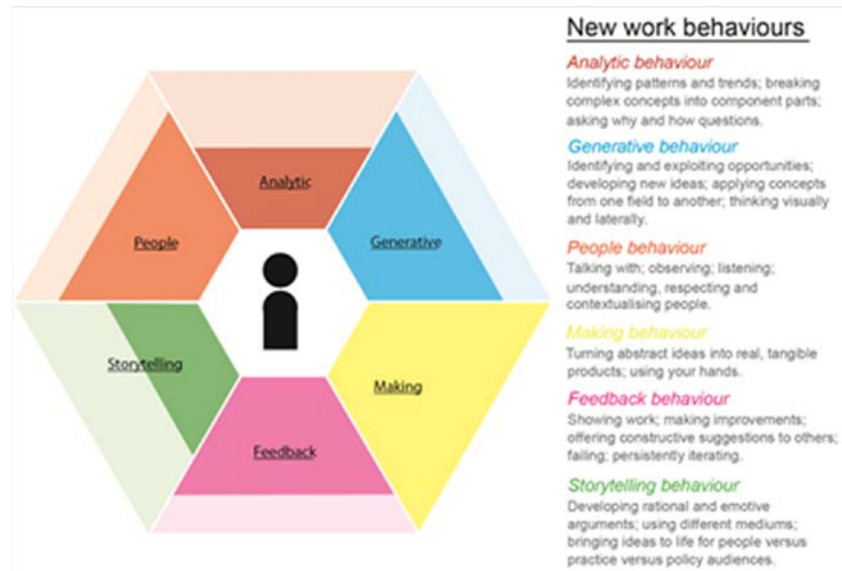 Analytic
People
Generative
Storytelling
Making
Feedback
New work behaviours
Analytic behaviour
Identifying patterns and trends; breaking
complex concepts into component parts;
asking why and how questions.
Generative behaviour
Identifying and exploiting opportunities;
developing new ideas; applying concepts
from one field to another; thinking visually
and laterally.
People behaviour
Talking with; observing; listening;
understanding, respecting and
contextualising people.
Making behaviour
Turning abstract ideas into real, tangible
products; using your hands.
Feedback behaviour
Showing work; making improvements;
offering constructive suggestions to others;
failing; persistently iterating.
Storytelling behaviour
Developing rational and emotive
arguments; using different mediums;
bringing ideas to life for people versus
practice versus policy audiences.